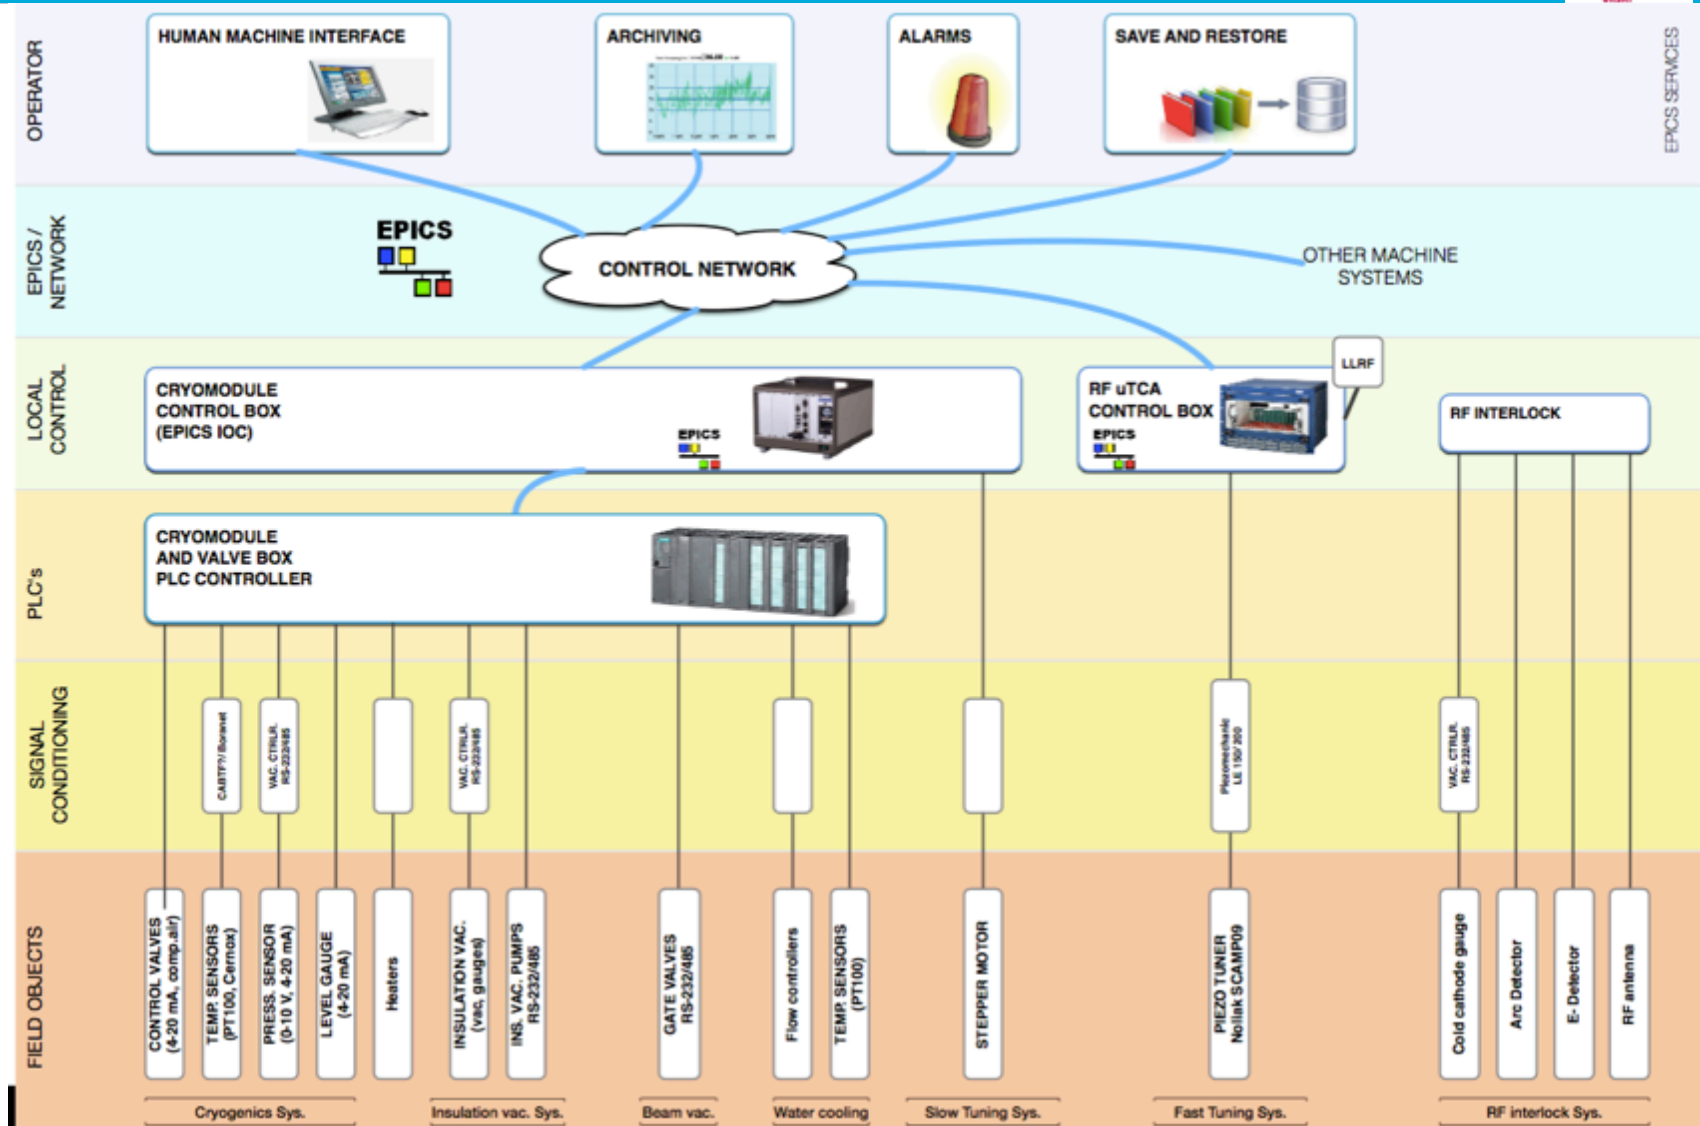 HUMAN MACHINE INTERFACE
ARCHIVING
ALARMS
SAVE AND RESTORE
OPERATOR
EPICS SERVICES
EPICS /
NETWORK
EPICS
CONTROL NETWORK
OTHER MACHINE
SYSTEMS
LOCAL
CONTROL
CRYOMODULE
CONTROL BOX
(EPICS IOC)
EPICS
RF uTCA
CONTROL BOX
EPICS
LLRF
RF INTERLOCK
PLC's
CRYOMODULE
AND VALVE BOX
PLC CONTROLLER
SIGNAL
CONDITIONING
CABTF?/ Boranet
VAC. CTRLR.
RS-232/485
VAC. CTRLR.
RS-232/485
Piezomechanic
LE 150/ 200
VAC. CTRLR.
RS-232/485
FIELD OBJECTS
CONTROL VALVES
(4-20 mA, comp.air)
TEMP. SENSORS
(PT100, Cernox)
PRESS. SENSOR
(0-10 V, 4-20 mA)
LEVEL GAUGE
(4-20 mA)
Heaters
INSULATION VAC.
(vac, gauges)
INS. VAC. PUMPS
RS-232/485
GATE VALVES
RS-232/485
Flow controllers
TEMP. SENSORS
(PT100)
STEPPER MOTOR
PIEZO TUNER
Noliak SCAMP09
Cold cathode gauge
Arc Detector
E- Detector
RF antenna
Cryogenics Sys.
Insulation vac. Sys.
Beam vac.
Water cooling
Slow Tuning Sys.
Fast Tuning Sys.
RF interlock Sys.